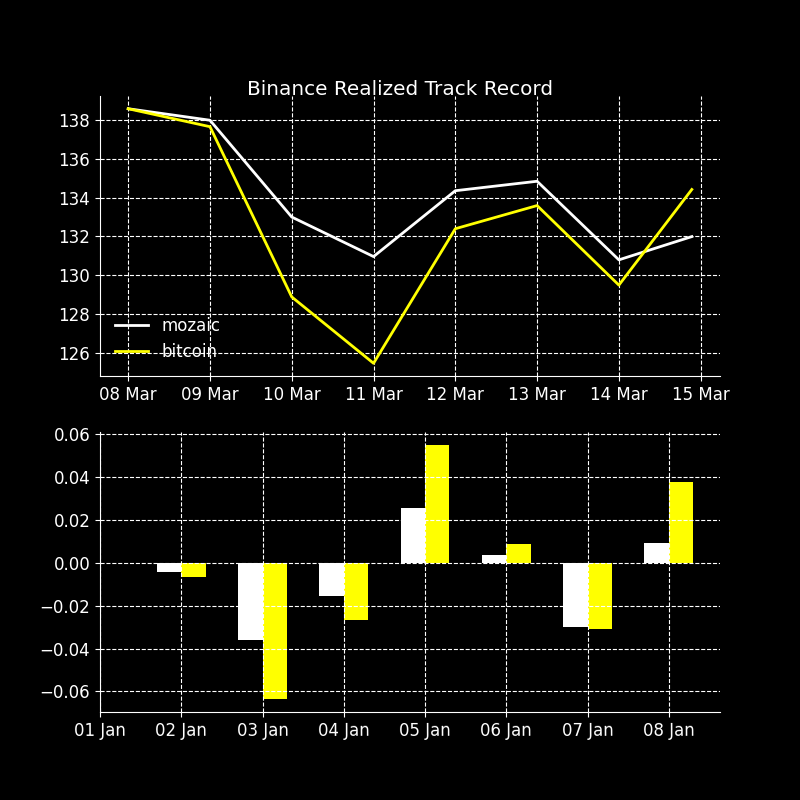 Binance Realized Track Record
138
136
134
132
130
128
126
mozaic
bitcoin
08 Mar 09 Mar 10 Mar 11 Mar 12 Mar 13 Mar 14 Mar 15 Mar
0.06
0.04
0.02
0.00
−0.02
−0.04
−0.06
01 Jan 02 Jan 03 Jan 04 Jan 05 Jan 06 Jan 07 Jan 08 Jan